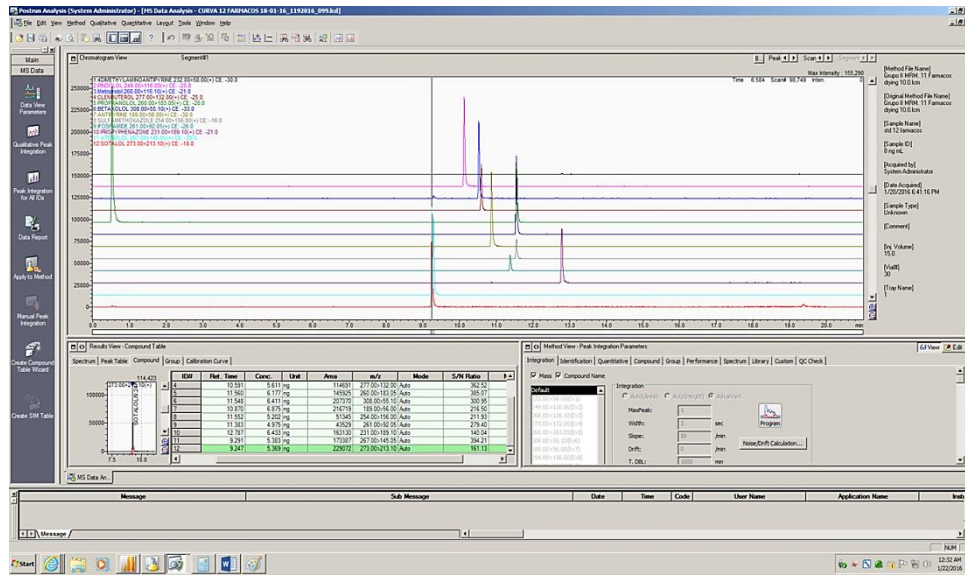 Postrun Analysis (System Administrator) - [MS Data Analysis - CURVA 12 FARMACOS 18-01-16_1192016_099.lcd]
File Edit View Method Qualitative Quantitative Layout Tools Window Help
Main
MS Data
Data View Parameters
Qualitative Peak Integration
Peak Integration for All IDs
Data Report
Apply to Method
Manual Peak Integration
Create Compound Table Wizard
Create SIM Table
Chromatogram View Segment#1
Peak Scan Segment
Max Intensity : 155,290
Time 6.584 Scan# 98,749 Inten. 0
1:4DIMETHYLAMINOANTIPYRINE 232.00>58.00(+) CE: -30.0
2:PINDOLOL 249.00>116.00(+) CE: -25.0
3:Metoprolol 268.00>116.10(+) CE: -21.0
4:CLENBUTEROL 277.00>132.00(+) CE: -25.0
5:PROPRANOLOL 260.00>183.05(+) CE: -20.0
6:BETAXOLOL 308.00>55.10(+) CE: -33.0
10:PROPYPHENAZONE 231.00>189.10(+) CE: -21.0
12:SOTALOL 273.00>213.10(+) CE: -18.0
250000
225000
200000
175000
150000
125000
100000
75000
50000
25000
0
0.0 1.0 2.0 3.0 4.0 5.0 6.0 7.0 8.0 9.0 10.0 11.0 12.0 13.0 14.0 15.0 16.0 17.0 18.0 19.0 20.0 min
[Method File Name]
Grupo II MRM, 11 Farmacos
drying 10.0.lcm
[Original Method File Name]
Grupo II MRM, 11 Farmacos
drying 10.0.lcm
[Sample Name]
std 12 farmacos
[Sample ID]
8 ng mL
[Acquired by]
System Administrator
[Date Acquired]
1/20/2016 6:41:16 PM
[Sample Type]
Unknown
[Comment]
[Inj. Volume]
15.0
[Vial#]
30
[Tray Name]
1
Results View - Compound Table
Spectrum Peak Table Compound Group Calibration Curve
114,423
273.00>213.10(+)
SOTALOL/9.2
100000
50000
0
7.5 10.0
ID# Ret. Time Conc. Unit Area m/z Mode S/N Ratio
4 10.591 5.611 ng 114691 277.00>132.00 Auto 362.52
5 11.560 6.177 ng 145925 260.00>183.05 Auto 385.07
6 11.548 6.411 ng 207370 308.00>55.10 Auto 300.95
7 10.870 6.875 ng 216719 189.00>56.00 Auto 216.50
8 11.552 5.202 ng 51345 254.00>156.00 Auto 211.93
9 11.383 4.975 ng 43529 261.00>92.05 Auto 279.40
10 12.787 6.433 ng 163130 231.00>189.10 Auto 140.04
11 9.291 5.383 ng 173387 267.00>145.00 Auto 394.21
12 9.247 5.369 ng 229072 273.00>213.10 Auto 161.13
Method View - Peak Integration Parameters
View Edit
Integration Identification Quantitative Compound Group Performance Spectrum Library Custom QC Check
Mass Compound Name
Default
Integration
Auto(Area) Auto(Height) Advanced
MaxPeak: 3
Width: 3 sec
Slope: 50 /min
Drift: 0 /min
T. DBL: 1000 min
Program
Noise/Drift Calculation...
MS Data An...
Message Sub Message Date Time Code User Name Application Name
Message
NUM
Start
12:32 AM
1/22/2016